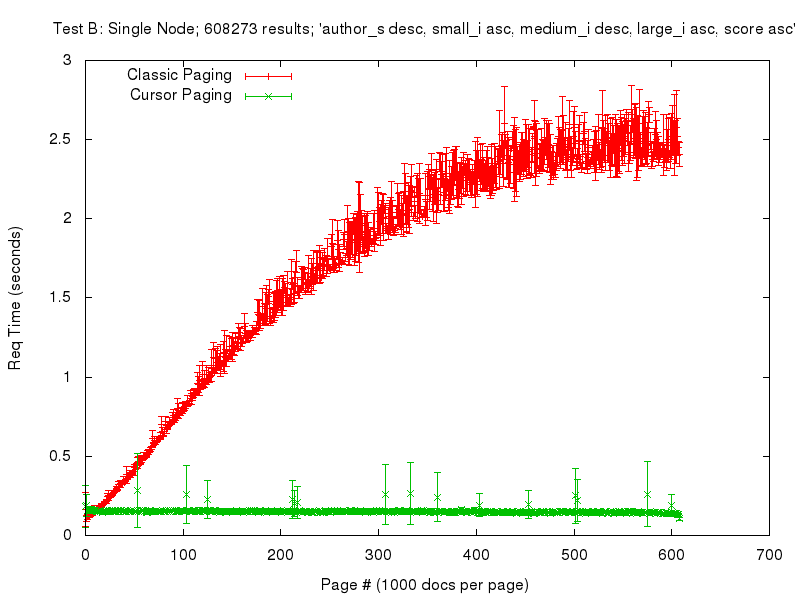 Test B: Single Node; 608273 results; 'author_s desc, small_i asc, medium_i desc, large_i asc, score asc'
3
Classic Paging
Cursor Paging
2.5
2
1.5
1
0.5
0
Req Time (seconds)
0 100 200 300 400 500 600 700
Page # (1000 docs per page)